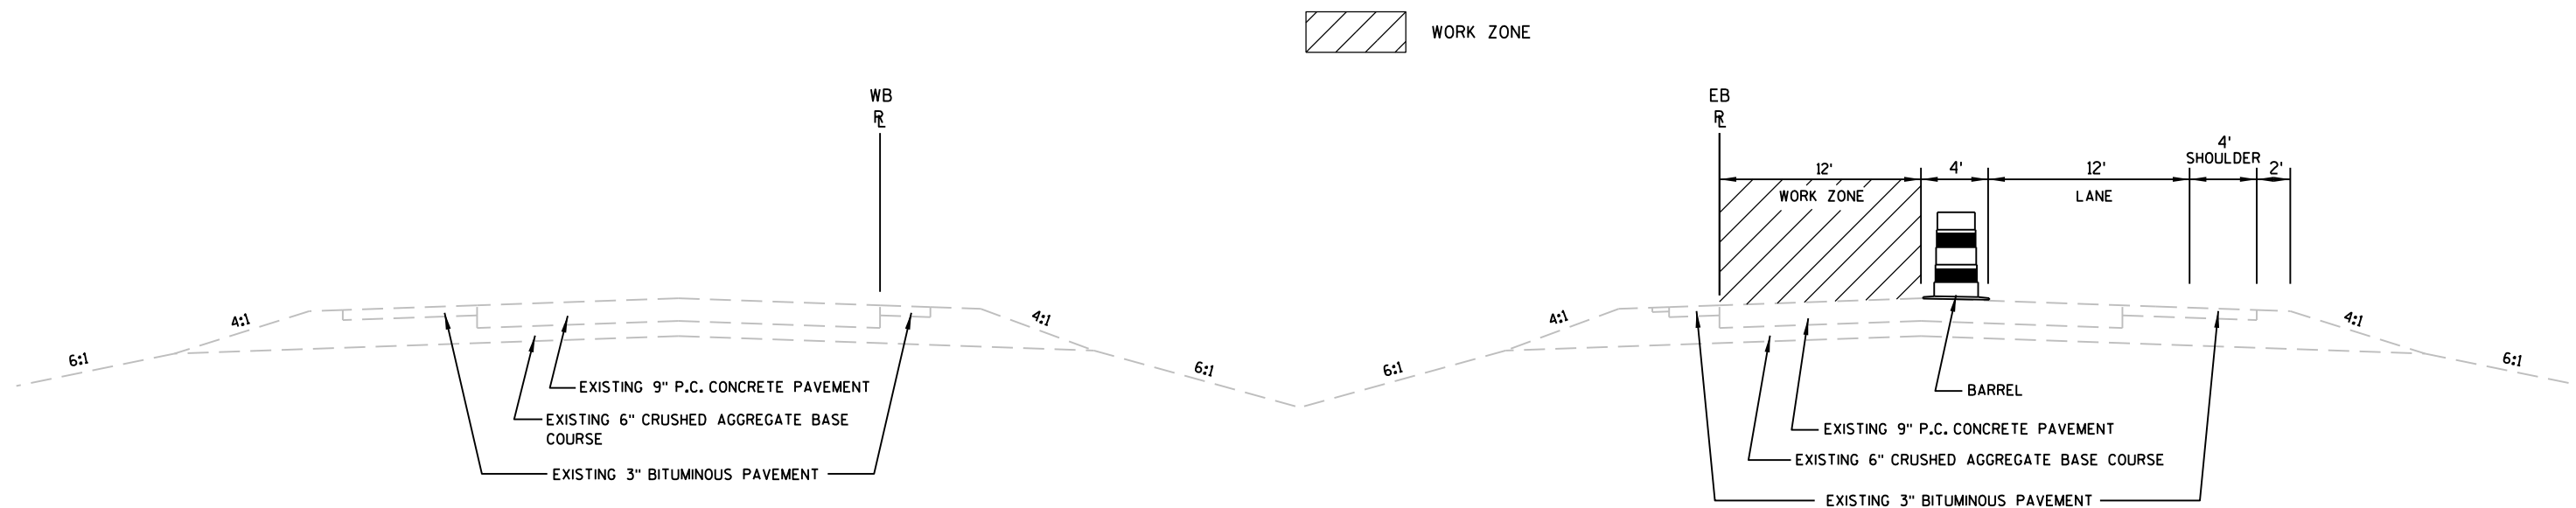 WORK ZONE
WB
RL
EB
RL
4'
SHOULDER
12'
4'
12'
2'
WORK ZONE
LANE
4:1
6:1
4:1
6:1
6:1
4:1
4:1
6:1
EXISTING 9" P.C. CONCRETE PAVEMENT
EXISTING 6" CRUSHED AGGREGATE BASE
COURSE
EXISTING 3" BITUMINOUS PAVEMENT
BARREL
EXISTING 9" P.C. CONCRETE PAVEMENT
EXISTING 6" CRUSHED AGGREGATE BASE COURSE
EXISTING 3" BITUMINOUS PAVEMENT